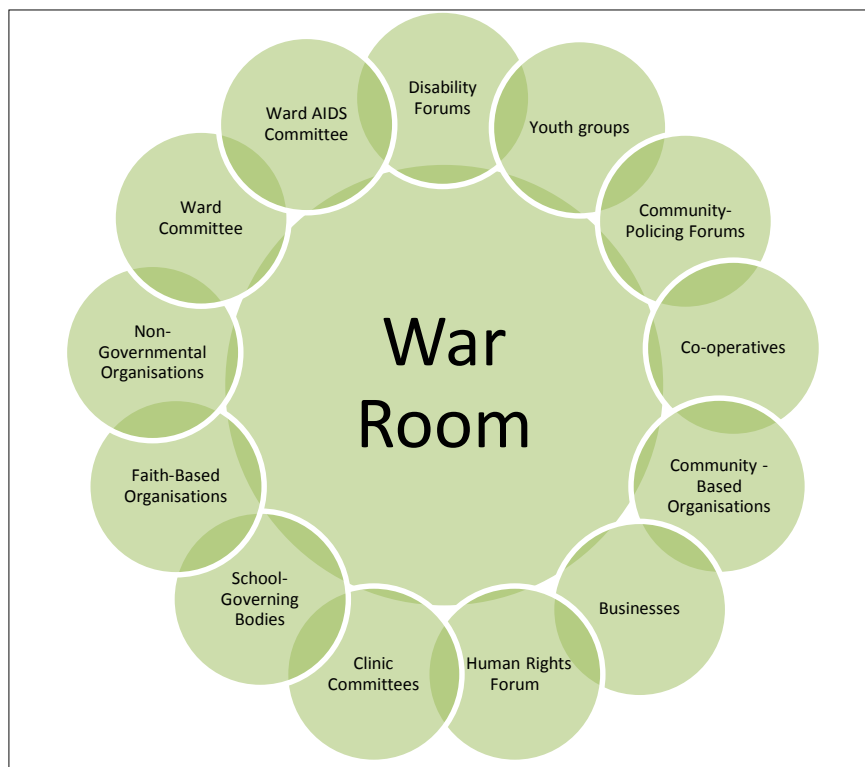 Disability
Forums
Youth groups
Community-
Policing Forums
Co-operatives
Community -
Based
Organisations
Businesses
Human Rights
Forum
Clinic
Committees
School-
Governing
Bodies
Faith-Based
Organisations
Non-
Governmental
Organisations
Ward
Committee
Ward AIDS
Committee
War
Room